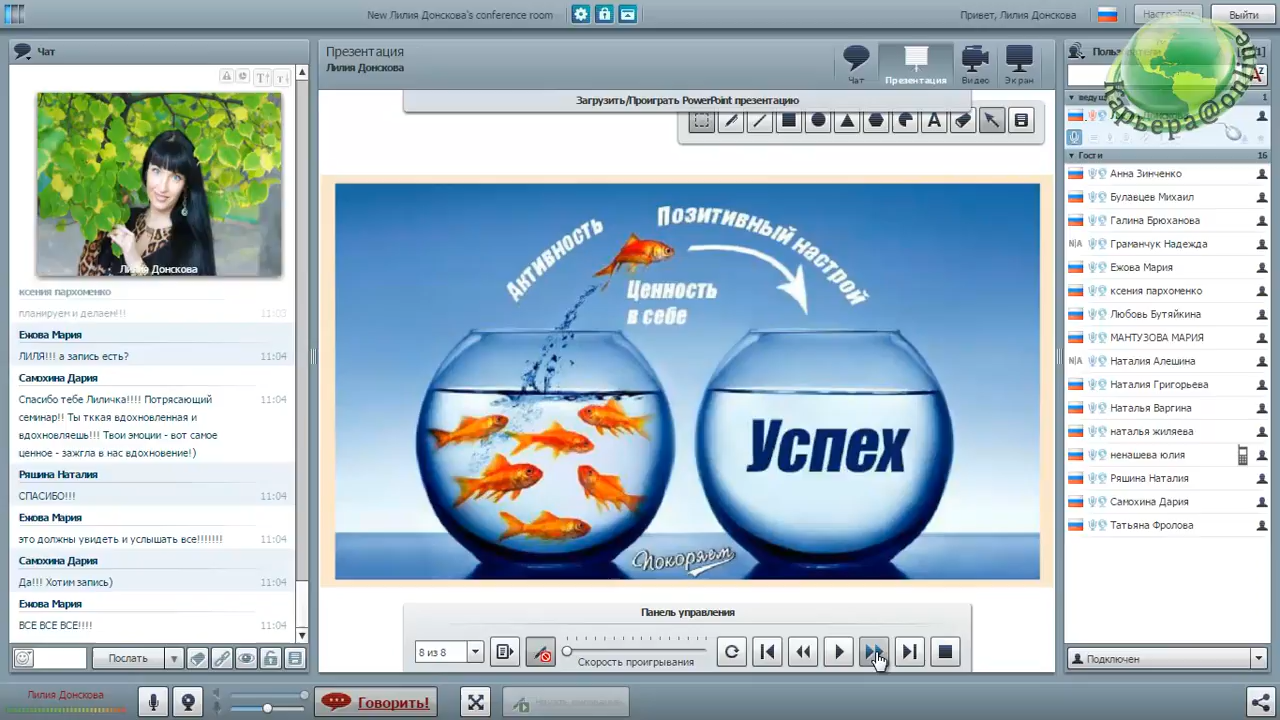 New Лилия Донскова's conference room
Привет, Лилия Донскова
Настройки
Выйти
Чат
T↑
T↓
Лилия Донскова
ксения пархоменко
планируем и делаем!!!
11:03
Ежова Мария
ЛИЛЯ!!! а запись есть?
11:04
Самохина Дария
Спасибо тебе Лиличка!!!! Потрясающий
11:04
семинар!! Ты тккая вдохновленная и
вдохновляешь!!! Твои эмоции - вот самое
ценное - зажгла в нас вдохновение!)
Ряшина Наталия
СПАСИБО!!!
11:04
Ежова Мария
это должны увидеть и услышать все!!!!!!!
11:04
Самохина Дария
Да!!! Хотим запись)
11:04
Ежова Мария
ВСЕ ВСЕ ВСЕ!!!!
11:04
Послать
Презентация
Лилия Донскова
Чат
Презентация
Видео
Экран
Загрузить/Проиграть PowerPoint презентацию
A
Активность
Позитивный настрой
Ценность
в себе
Успех
Покоряем
Панель управления
8 из 8
Скорость проигрывания
карьера@online
AZ
1
Гости
16
Анна Зинченко
Булавцев Михаил
Галина Брюханова
N\A
Граманчук Надежда
Ежова Мария
ксения пархоменко
Любовь Бутяйкина
МАНТУЗОВА МАРИЯ
N\A
Наталия Алешина
Наталия Григорьева
Наталья Варгина
наталья жиляева
ненашева юлия
Ряшина Наталия
Самохина Дария
Татьяна Фролова
Подключен
Лилия Донскова
Говорить!